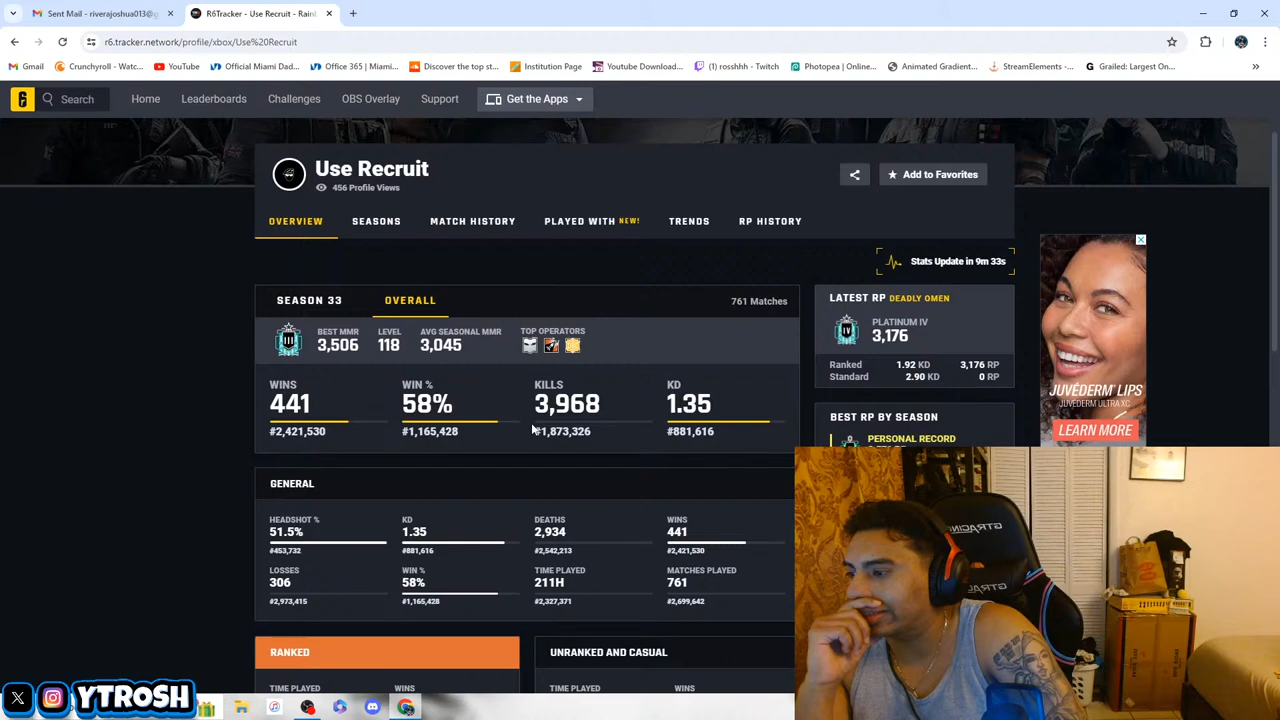 Sent Mail - riverajoshua013@g
R6Tracker - Use Recruit - Rain
r6.tracker.network/profile/xbox/Use%20Recruit
Gmail
Crunchyroll - Watc...
YouTube
Official Miami Dad...
Office 365 | Miami...
Discover the top st...
Institution Page
Youtube Download...
(1) rosshhh - Twitch
Photopea | Online...
Animated Gradient...
StreamElements -...
Grailed: Largest On...
Search
Home
Leaderboards
Challenges
OBS Overlay
Support
Get the Apps
Use Recruit
456 Profile Views
Add to Favorites
OVERVIEW
SEASONS
MATCH HISTORY
PLAYED WITH NEW!
TRENDS
RP HISTORY
Stats Update in 9m 33s
SEASON 33
OVERALL
761 Matches
BEST MMR
3,506
LEVEL
118
AVG SEASONAL MMR
3,045
TOP OPERATORS
WINS
441
#2,421,530
WIN %
58%
#1,165,428
KILLS
3,968
#1,873,326
KD
1.35
#881,616
GENERAL
HEADSHOT %
51.5%
#453,732
KD
1.35
#881,616
DEATHS
2,934
#2,542,213
WINS
441
#2,421,530
LOSSES
306
#2,973,415
WIN %
58%
#1,165,428
TIME PLAYED
211H
#2,327,371
MATCHES PLAYED
761
#2,699,642
RANKED
TIME PLAYED
WINS
UNRANKED AND CASUAL
TIME PLAYED
WINS
LATEST RP DEADLY OMEN
PLATINUM IV
3,176
Ranked 1.92 KD 3,176 RP
Standard 2.90 KD 0 RP
BEST RP BY SEASON
PERSONAL RECORD
JUVÉDERM LIPS
JUVÉDERM ULTRA XC
LEARN MORE
GTRACING
GTRACING
YTROSH